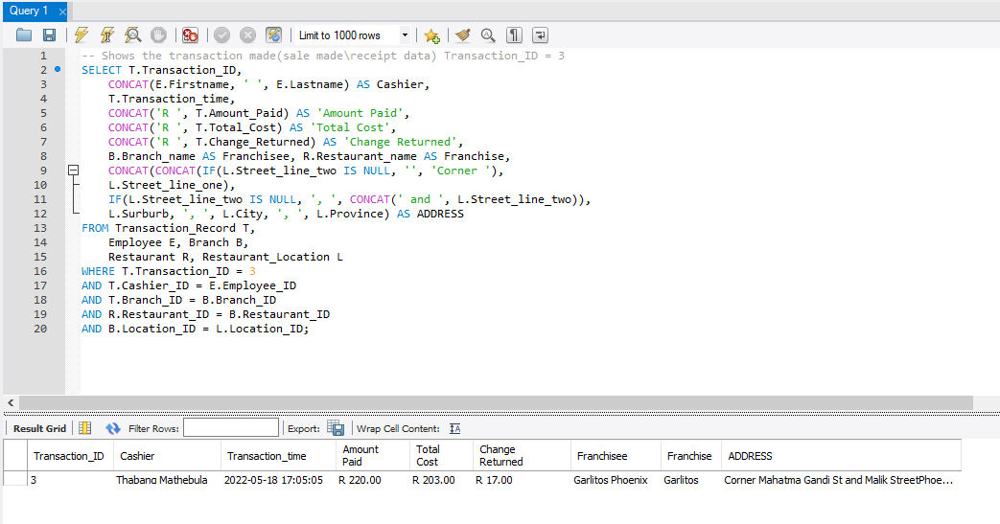 Query 1
Limit to 1000 rows
1 -- Shows the transaction made(sale made\receipt data) Transaction_ID = 3
2 SELECT T.Transaction_ID,
3 CONCAT(E.Firstname, ' ', E.Lastname) AS Cashier,
4 T.Transaction_time,
5 CONCAT('R ', T.Amount_Paid) AS 'Amount Paid',
6 CONCAT('R ', T.Total_Cost) AS 'Total Cost',
7 CONCAT('R ', T.Change_Returned) AS 'Change Returned',
8 B.Branch_name AS Franchisee, R.Restaurant_name AS Franchise,
9 CONCAT(CONCAT(IF(L.Street_line_two IS NULL, '', 'Corner '),
10 L.Street_line_one),
11 IF(L.Street_line_two IS NULL, ', ', CONCAT(' and ', L.Street_line_two)),
12 L.Surburb, ', ', L.City, ', ', L.Province) AS ADDRESS
13 FROM Transaction_Record T,
14 Employee E, Branch B,
15 Restaurant R, Restaurant_Location L
16 WHERE T.Transaction_ID = 3
17 AND T.Cashier_ID = E.Employee_ID
18 AND T.Branch_ID = B.Branch_ID
19 AND R.Restaurant_ID = B.Restaurant_ID
20 AND B.Location_ID = L.Location_ID;
Result Grid Filter Rows: Export: Wrap Cell Content:
Transaction_ID Cashier Transaction_time Amount Paid Total Cost Change Returned Franchisee Franchise ADDRESS
3 Thabang Mathebula 2022-05-18 17:05:05 R 220.00 R 203.00 R 17.00 Garlitos Phoenix Garlitos Corner Mahatma Gandi St and Malik StreetPhoe...